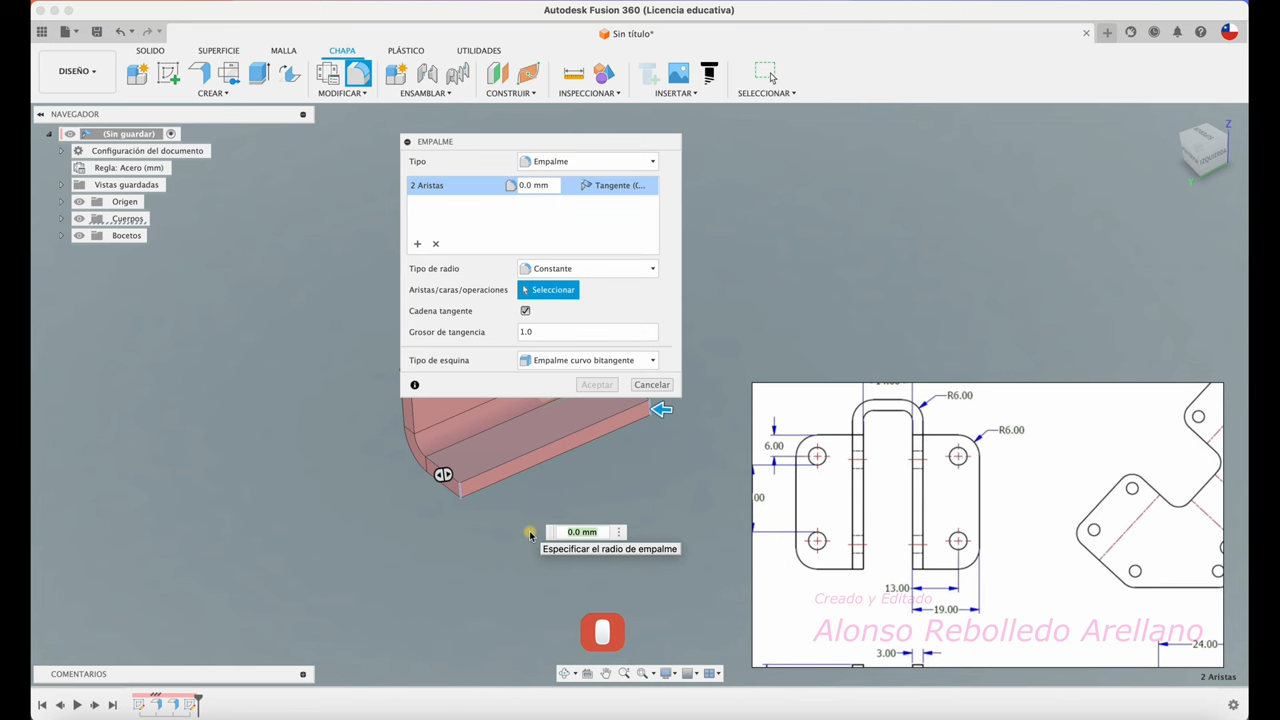 Autodesk Fusion 360 (Licencia educativa)
Sin título*
SOLIDO
SUPERFICIE
MALLA
CHAPA
PLÁSTICO
UTILIDADES
DISEÑO
CREAR
MODIFICAR
ENSAMBLAR
CONSTRUIR
INSPECCIONAR
INSERTAR
SELECCIONAR
NAVEGADOR
(Sin guardar)
Configuración del documento
Regla: Acero (mm)
Vistas guardadas
Origen
Cuerpos
Bocetos
EMPALME
Tipo
Empalme
2 Aristas
0.0 mm
Tangente (C...
Tipo de radio
Constante
Aristas/caras/operaciones
Seleccionar
Cadena tangente
Grosor de tangencia
1.0
Tipo de esquina
Empalme curvo bitangente
Aceptar
Cancelar
0.0 mm
Especificar el radio de empalme
Z
Y
R6.00
R6.00
6.00
.00
13.00
19.00
3.00
24.00
Creado y Editado
Alonso Rebolledo Arellano
COMENTARIOS
2 Aristas